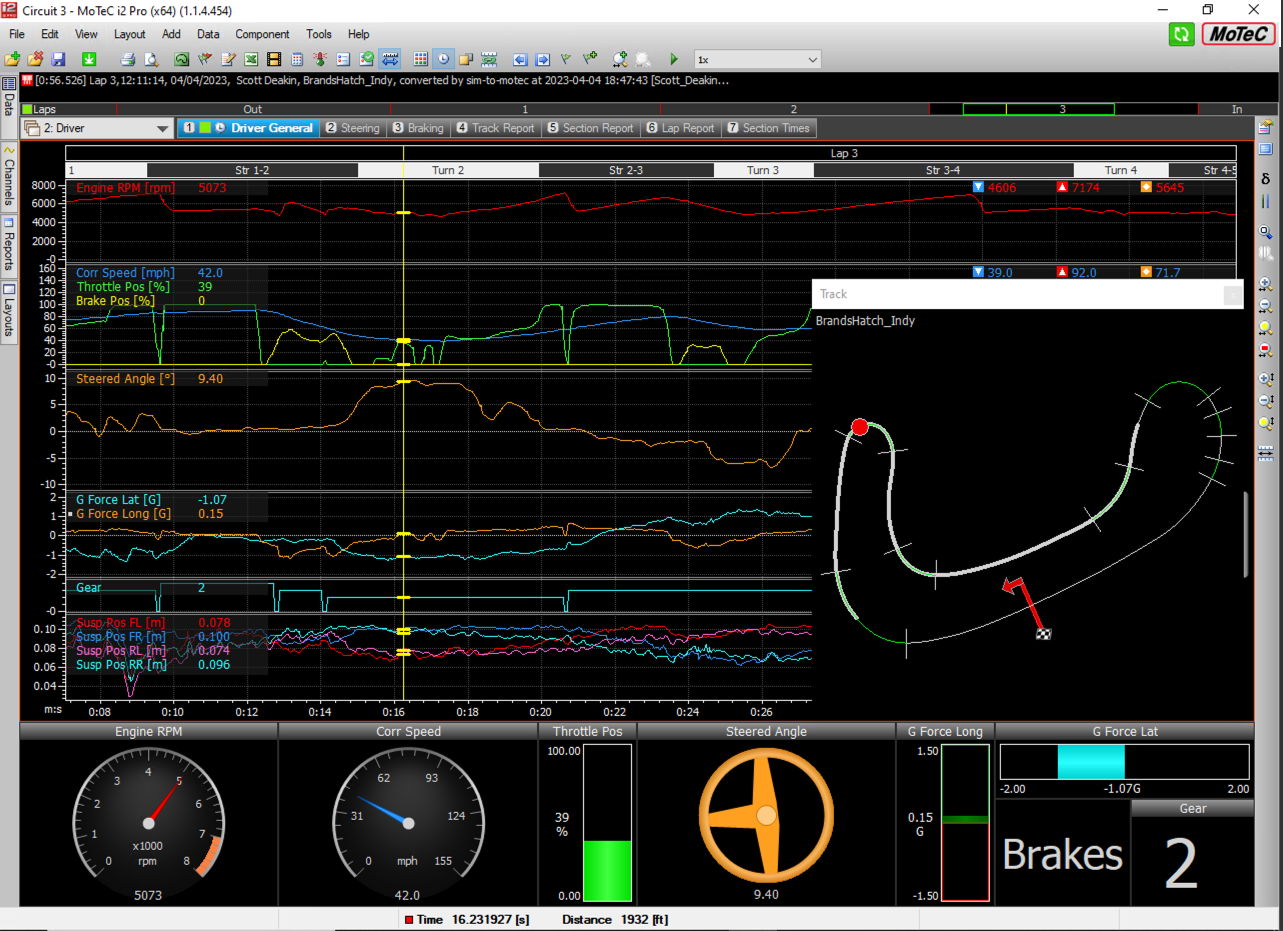 Circuit 3 - MoTeC i2 Pro (x64) (1.1.4.454)
File Edit View Layout Add Data Component Tools Help
MoTeC
1x
[0:56.526] Lap 3,12:11:14, 04/04/2023, Scott Deakin, BrandsHatch_Indy, converted by sim-to-motec at 2023-04-04 18:47:43 [Scott_Deakin...
Laps Out 1 2 3 In
2: Driver 1 Driver General 2 Steering 3 Braking 4 Track Report 5 Section Report 6 Lap Report 7 Section Times
Data
Channels
Reports
Layouts
Lap 3
1 Str 1-2 Turn 2 Str 2-3 Turn 3 Str 3-4 Turn 4 Str 4-5
8000 Engine RPM [rpm] 5073 4606 7174 5645
6000
4000
2000
-0
160 Corr Speed [mph] 42.0 39.0 92.0 71.7
140 Throttle Pos [%] 39
120 Brake Pos [%] 0
100
80
60
40
20
-0
Track
BrandsHatch_Indy
10 Steered Angle [°] 9.40
5
0
-5
-10
2 G Force Lat [G] -1.07
1 G Force Long [G] 0.15
0
-1
-2
Gear 2
-0
Susp Pos FL [m] 0.078
0.10 Susp Pos FR [m] 0.100
0.08 Susp Pos RL [m] 0.074
0.06 Susp Pos RR [m] 0.096
0.04
m:s 0:08 0:10 0:12 0:14 0:16 0:18 0:20 0:22 0:24 0:26
Engine RPM Corr Speed Throttle Pos Steered Angle G Force Long G Force Lat
0 1 2 3 4 5 6 7 8
x1000
rpm
5073
0 31 62 93 124 155
mph
42.0
100.00
39
%
0.00
9.40
1.50
0.15
G
-1.50
-2.00 -1.07G 2.00
Gear
Brakes
2
Time 16.231927 [s] Distance 1932 [ft]